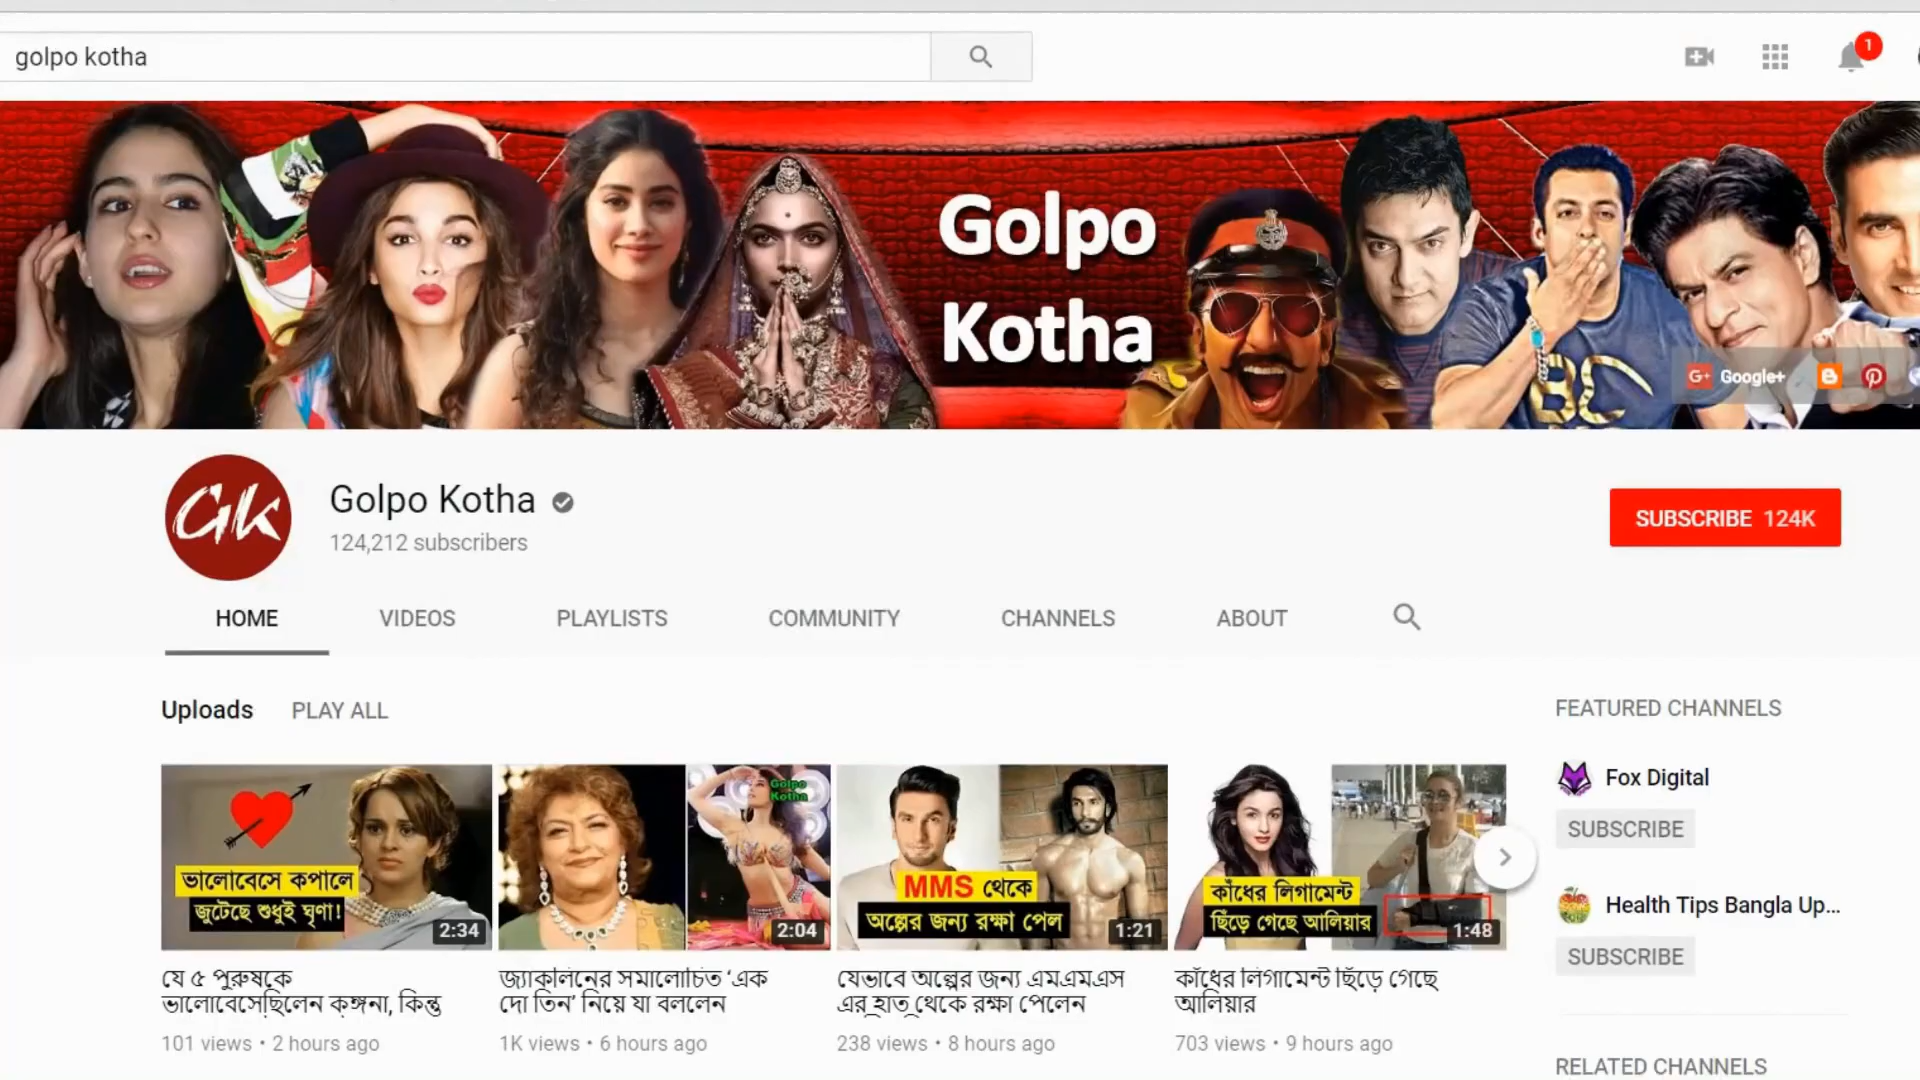 golpo kotha
1
Golpo
Kotha
BC
G+ Google+
GK
Golpo Kotha
124,212 subscribers
SUBSCRIBE 124K
HOME VIDEOS PLAYLISTS COMMUNITY CHANNELS ABOUT
Uploads PLAY ALL
FEATURED CHANNELS
Fox Digital
SUBSCRIBE
Health Tips Bangla Up...
SUBSCRIBE
RELATED CHANNELS
ভালোবেসে কপালে
জুটেছে শুধুই ঘৃণা!
2:34
Golpo
Kotha
2:04
MMS থেকে
অল্পের জন্য রক্ষা পেল
1:21
কাঁধের লিগামেন্ট
ছিঁড়ে গেছে আলিয়ার
1:48
যে ৫ পুরুষকে
ভালোবেসেছিলেন কঙ্গনা, কিন্তু
101 views • 2 hours ago
জ্যাকলিনের সমালোচিত ‘এক
দো তিন’ নিয়ে যা বললেন
1K views • 6 hours ago
যেভাবে অল্পের জন্য এমএমএস
এর হাত থেকে রক্ষা পেলেন
238 views • 8 hours ago
কাঁধের লিগামেন্ট ছিঁড়ে গেছে
আলিয়ার
703 views • 9 hours ago